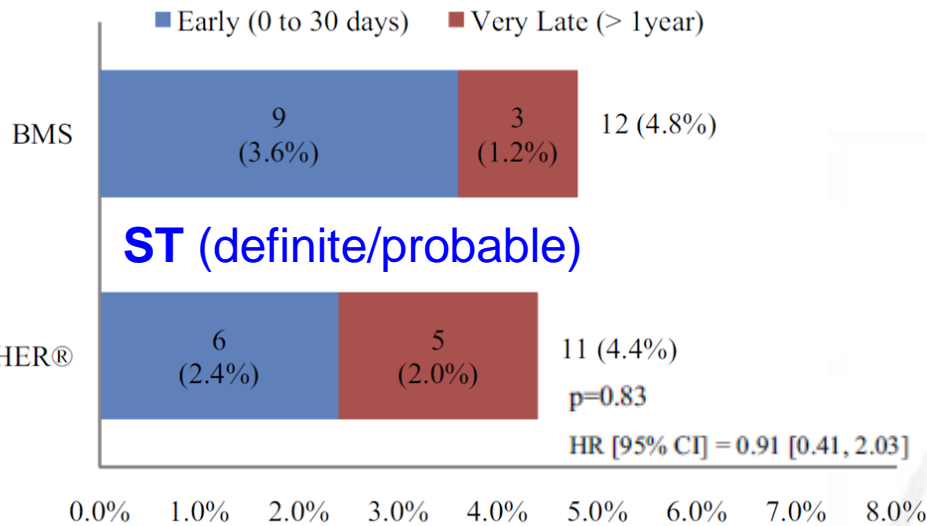 Early (0 to 30 days) Very Late (> 1year)
BMS
9
(3.6%)
3
(1.2%)
12 (4.8%)
ST (definite/probable)
HER®
6
(2.4%)
5
(2.0%)
11 (4.4%)
p=0.83
HR [95% CI] = 0.91 [0.41, 2.03]
0.0% 1.0% 2.0% 3.0% 4.0% 5.0% 6.0% 7.0% 8.0%